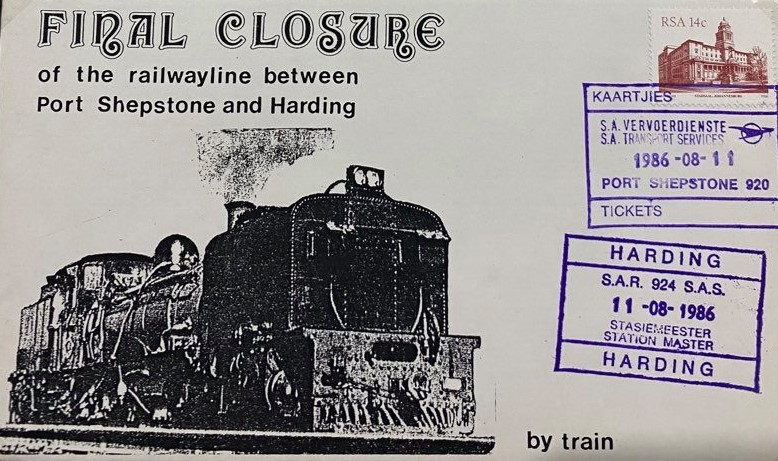 FINAL CLOSURE
of the railwayline between
Port Shepstone and Harding
RSA 14c
KAARTJIES
S.A. VERVOERDIENSTE
S.A. TRANSPORT SERVICES
1986-08-11
PORT SHEPSTONE 920
TICKETS
HARDING
S.A.R. 924 S.A.S.
11-08-1986
STASIEMEESTER
STATION MASTER
HARDING
by train